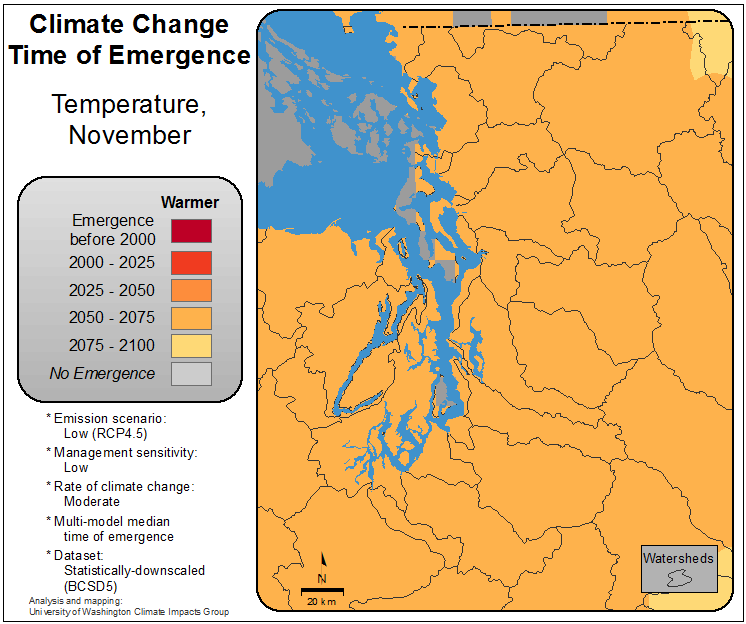 Climate Change
Time of Emergence
Temperature,
November
Warmer
Emergence
before 2000
2000 - 2025
2025 - 2050
2050 - 2075
2075 - 2100
No Emergence
* Emission scenario:
Low (RCP4.5)
* Management sensitivity:
Low
* Rate of climate change:
Moderate
* Multi-model median
time of emergence
* Dataset:
Statistically-downscaled
(BCSD5)
Analysis and mapping:
University of Washington Climate Impacts Group
N
20 km
Watersheds